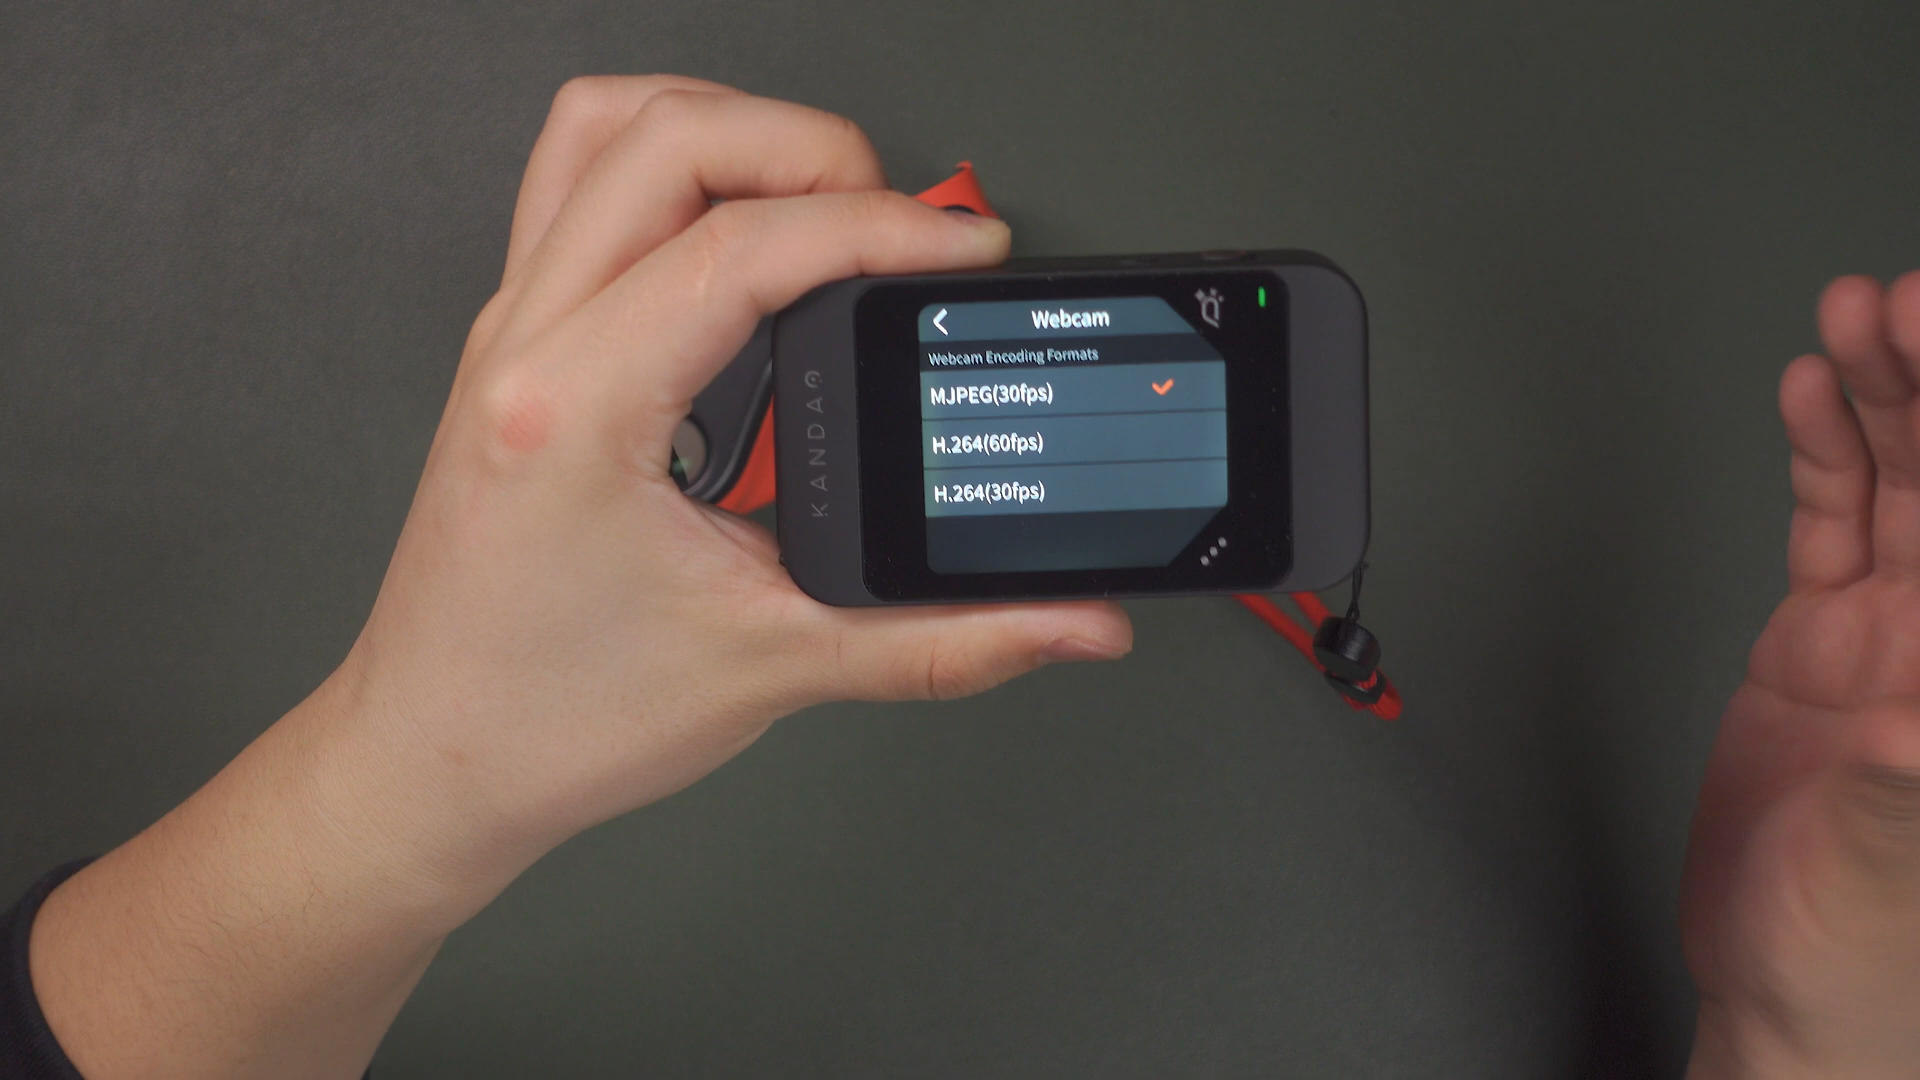 Webcam
Webcam Encoding Formats
MJPEG(30fps)
H.264(60fps)
H.264(30fps)
KANDAO